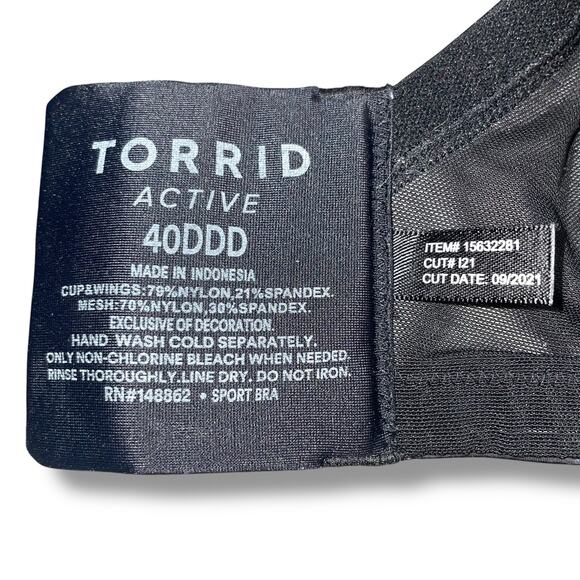 TORRID
ACTIVE
40DDD
MADE IN INDONESIA
CUP&WINGS: 79%NYLON,21%SPANDEX.
MESH:70%NYLON,30%SPANDEX.
EXCLUSIVE OF DECORATION.
HAND WASH COLD SEPARATELY.
ONLY NON-CHLORINE BLEACH WHEN NEEDED.
RINSE THOROUGHLY.LINE DRY. DO NOT IRON.
RN#148862 • SPORT BRA
ITEM# 15632281
CUT# I21
CUT DATE: 09/2021